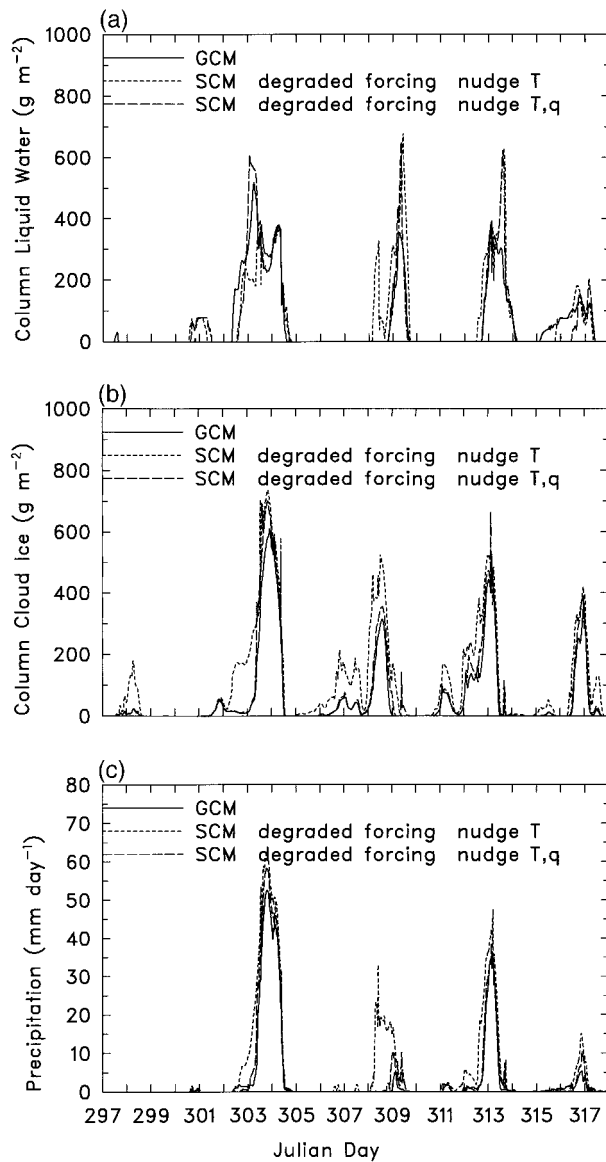 (a)
1000
800
600
400
200
0
Column Liquid Water (g m⁻²)
GCM
SCM degraded forcing nudge T
SCM degraded forcing nudge T,q
(b)
1000
800
600
400
200
0
Column Cloud Ice (g m⁻²)
GCM
SCM degraded forcing nudge T
SCM degraded forcing nudge T,q
(c)
80
70
60
50
40
30
20
10
0
Precipitation (mm day⁻¹)
GCM
SCM degraded forcing nudge T
SCM degraded forcing nudge T,q
297 299 301 303 305 307 309 311 313 315 317
Julian Day